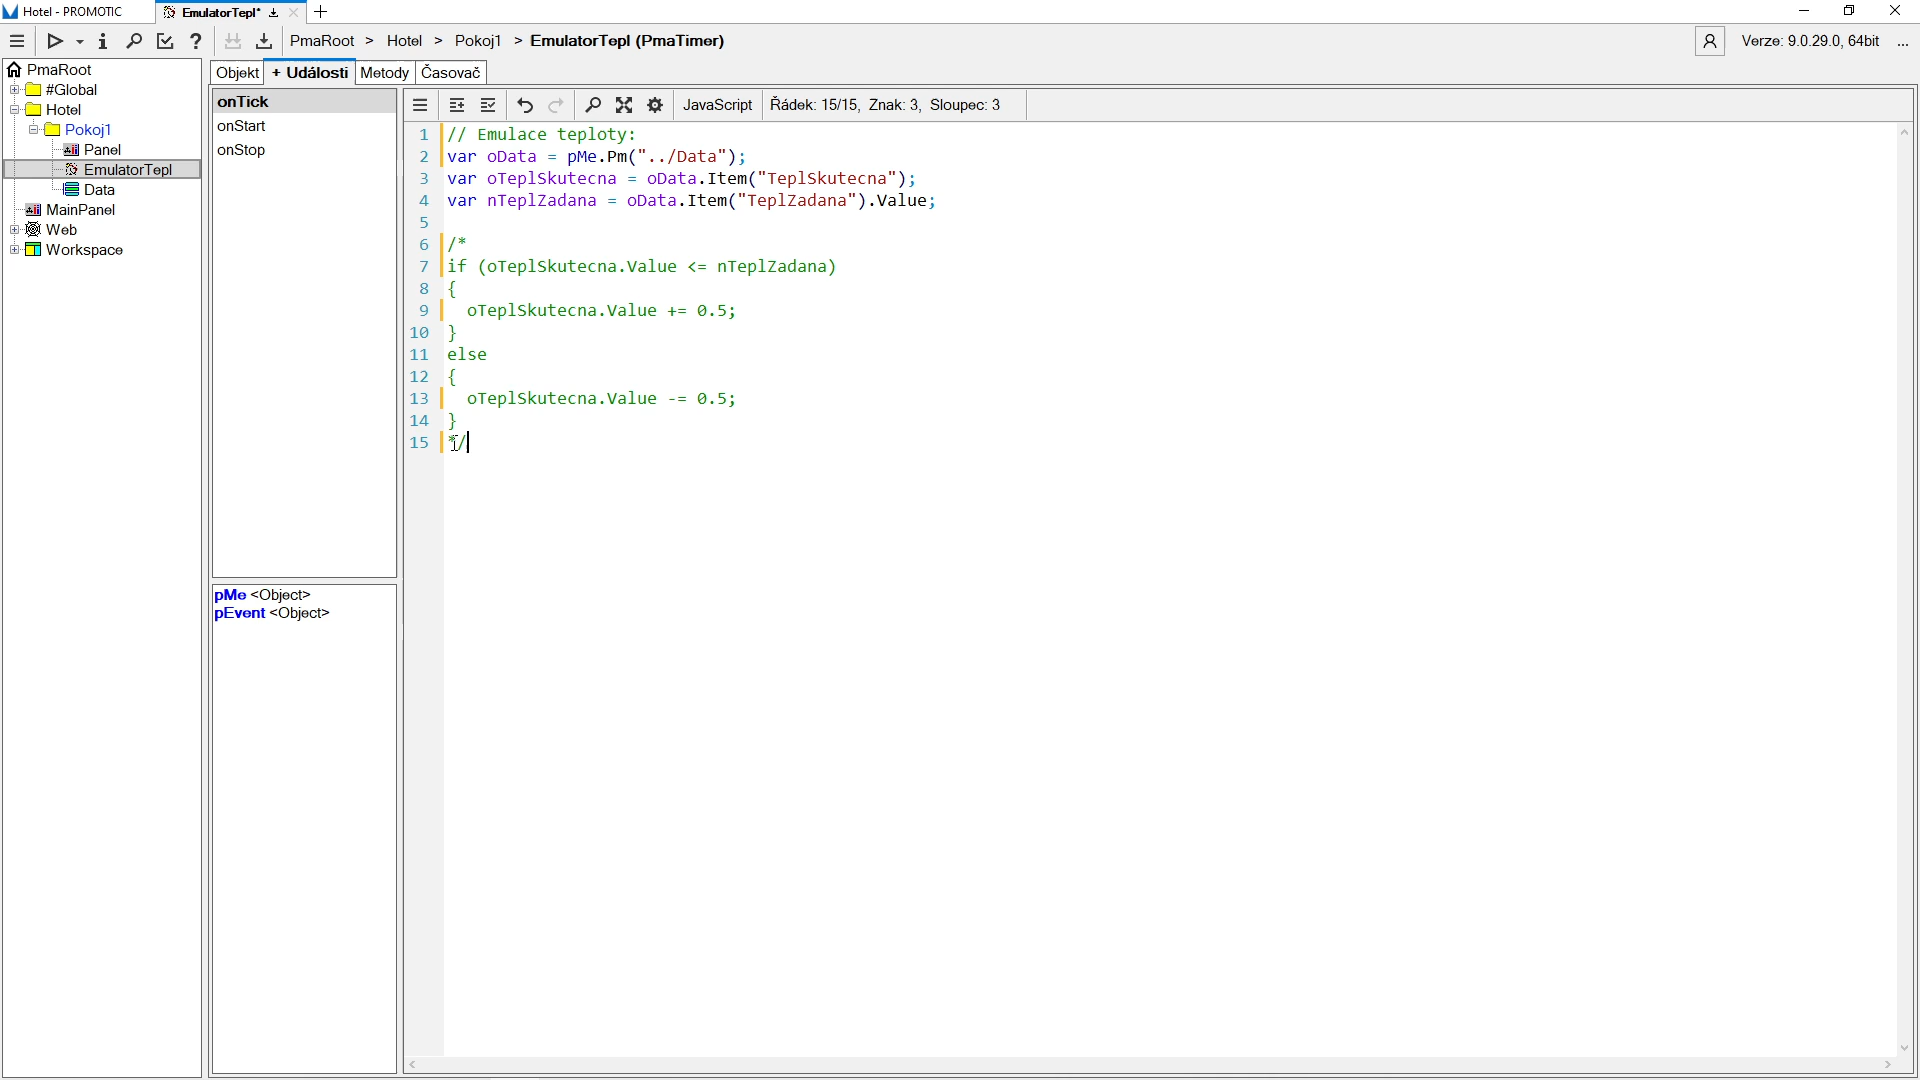 Hotel - PROMOTIC
EmulatorTepl*
PmaRoot > Hotel > Pokoj1 > EmulatorTepl (PmaTimer)
Verze: 9.0.29.0, 64bit ...
PmaRoot
#Global
Hotel
Pokoj1
Panel
EmulatorTepl
Data
MainPanel
Web
Workspace
Objekt + Události Metody Časovač
onTick
onStart
onStop
pMe <Object>
pEvent <Object>
JavaScript Řádek: 15/15, Znak: 3, Sloupec: 3
1 // Emulace teploty:
2 var oData = pMe.Pm("../Data");
3 var oTeplSkutecna = oData.Item("TeplSkutecna");
4 var nTeplZadana = oData.Item("TeplZadana").Value;
5
6 /*
7 if (oTeplSkutecna.Value <= nTeplZadana)
8 {
9   oTeplSkutecna.Value += 0.5;
10 }
11 else
12 {
13   oTeplSkutecna.Value -= 0.5;
14 }
15 */